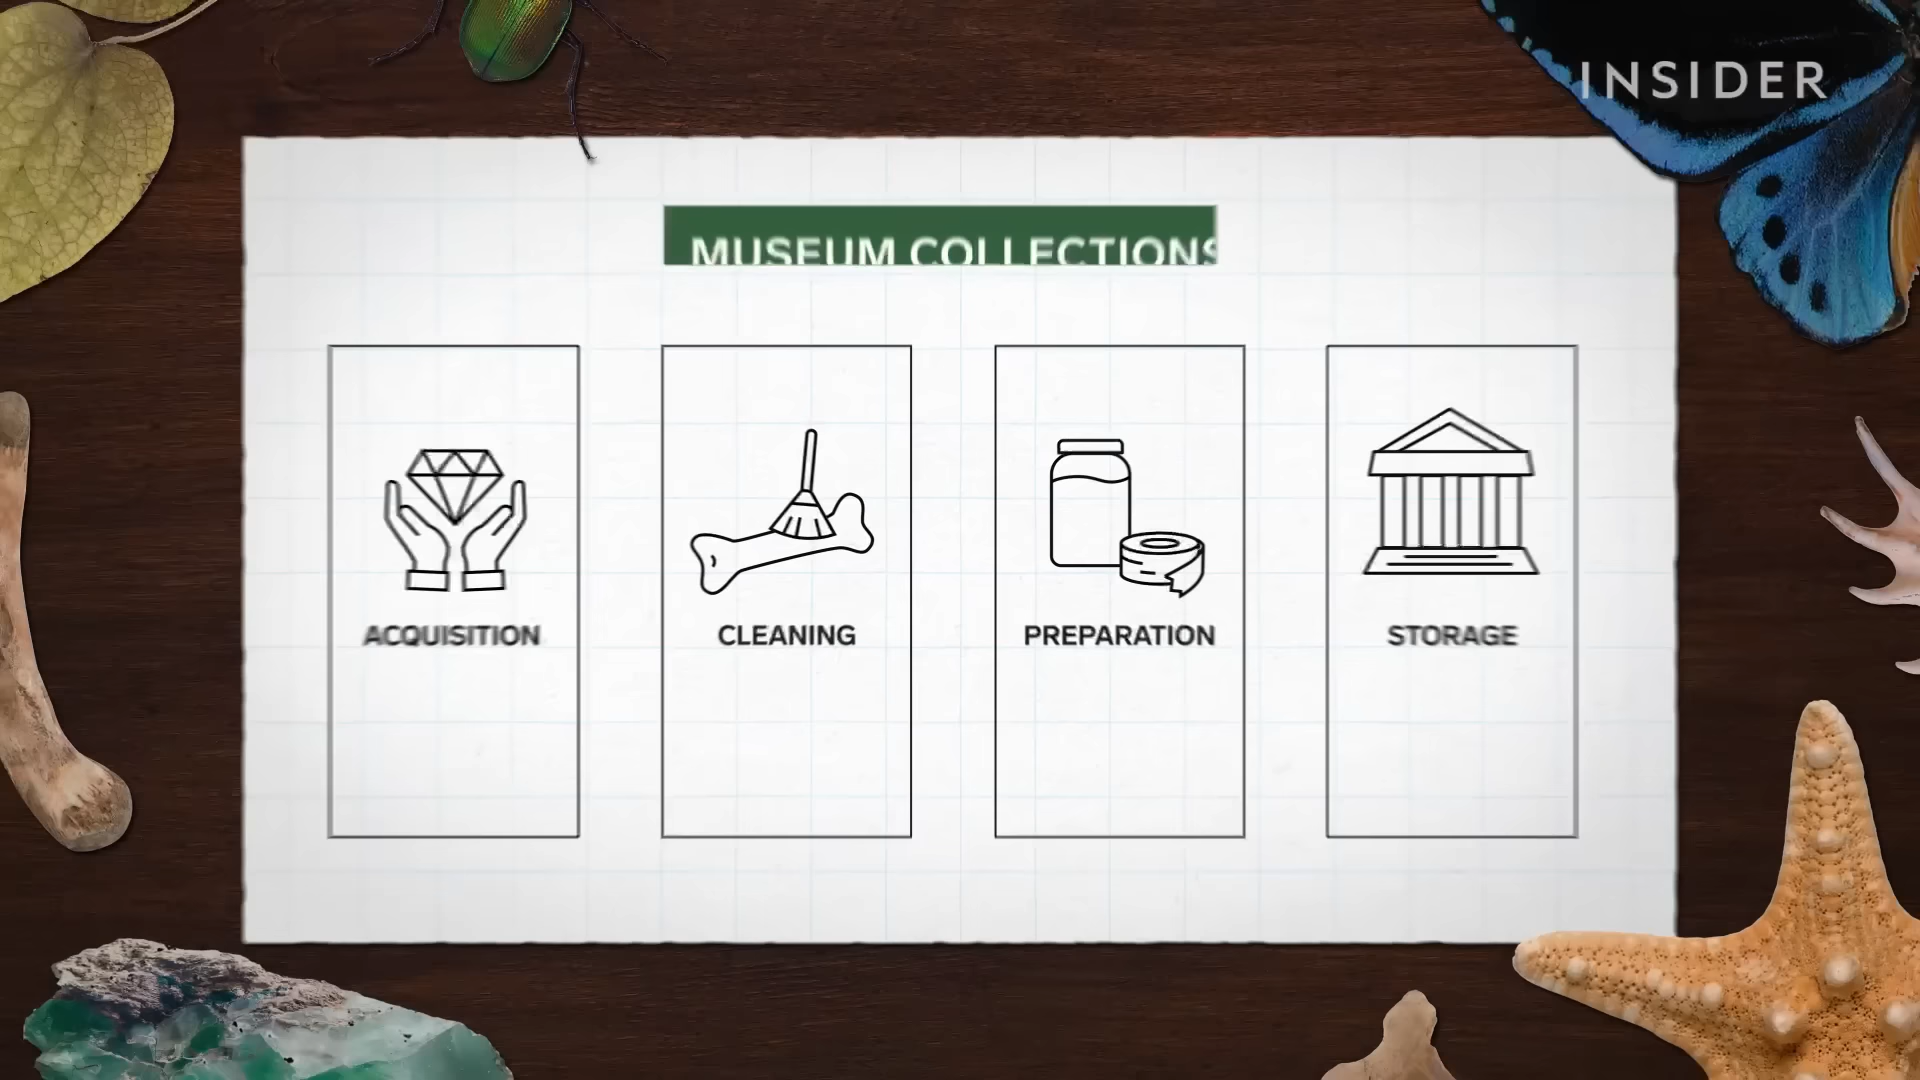 INSIDER
MUSEUM COLLECTIONS
ACQUISITION
CLEANING
PREPARATION
STORAGE